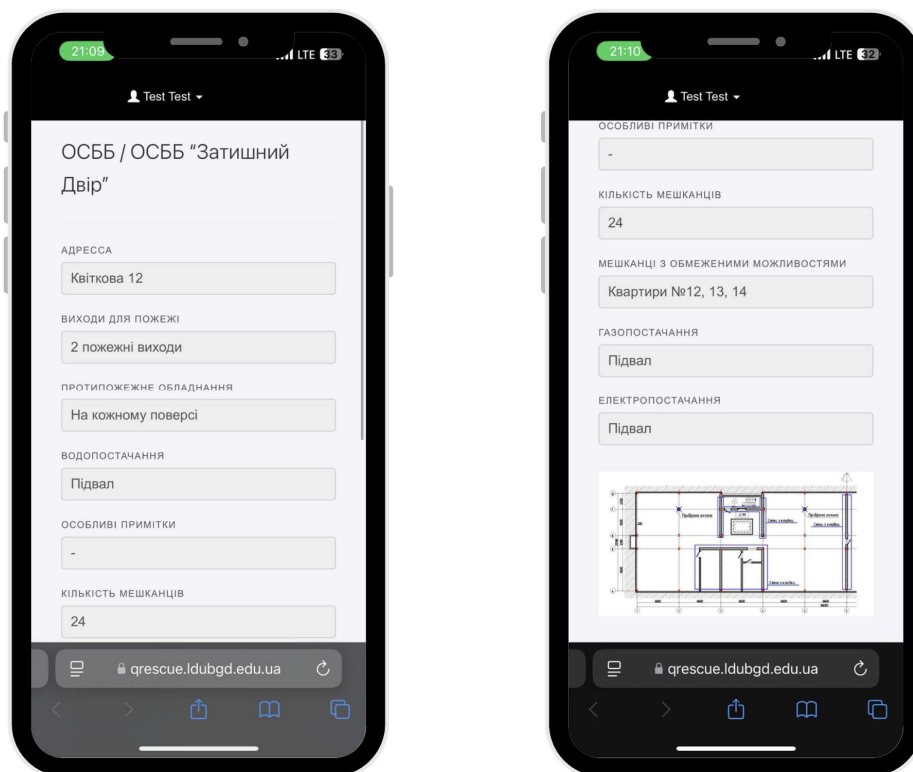 21:09
LTE 33
Test Test
ОСББ / ОСББ “Затишний
Двір”
АДРЕССА
Квіткова 12
ВИХОДИ ДЛЯ ПОЖЕЖІ
2 пожежні виходи
ПРОТИПОЖЕЖНЕ ОБЛАДНАННЯ
На кожному поверсі
ВОДОПОСТАЧАННЯ
Підвал
ОСОБЛИВІ ПРИМІТКИ
-
КІЛЬКІСТЬ МЕШКАНЦІВ
24
qrescue.ldubgd.edu.ua
21:10
LTE 32
Test Test
ОСОБЛИВІ ПРИМІТКИ
-
КІЛЬКІСТЬ МЕШКАНЦІВ
24
МЕШКАНЦІ З ОБМЕЖЕНИМИ МОЖЛИВОСТЯМИ
Квартири №12, 13, 14
ГАЗОПОСТАЧАННЯ
Підвал
ЕЛЕКТРОПОСТАЧАННЯ
Підвал
qrescue.ldubgd.edu.ua